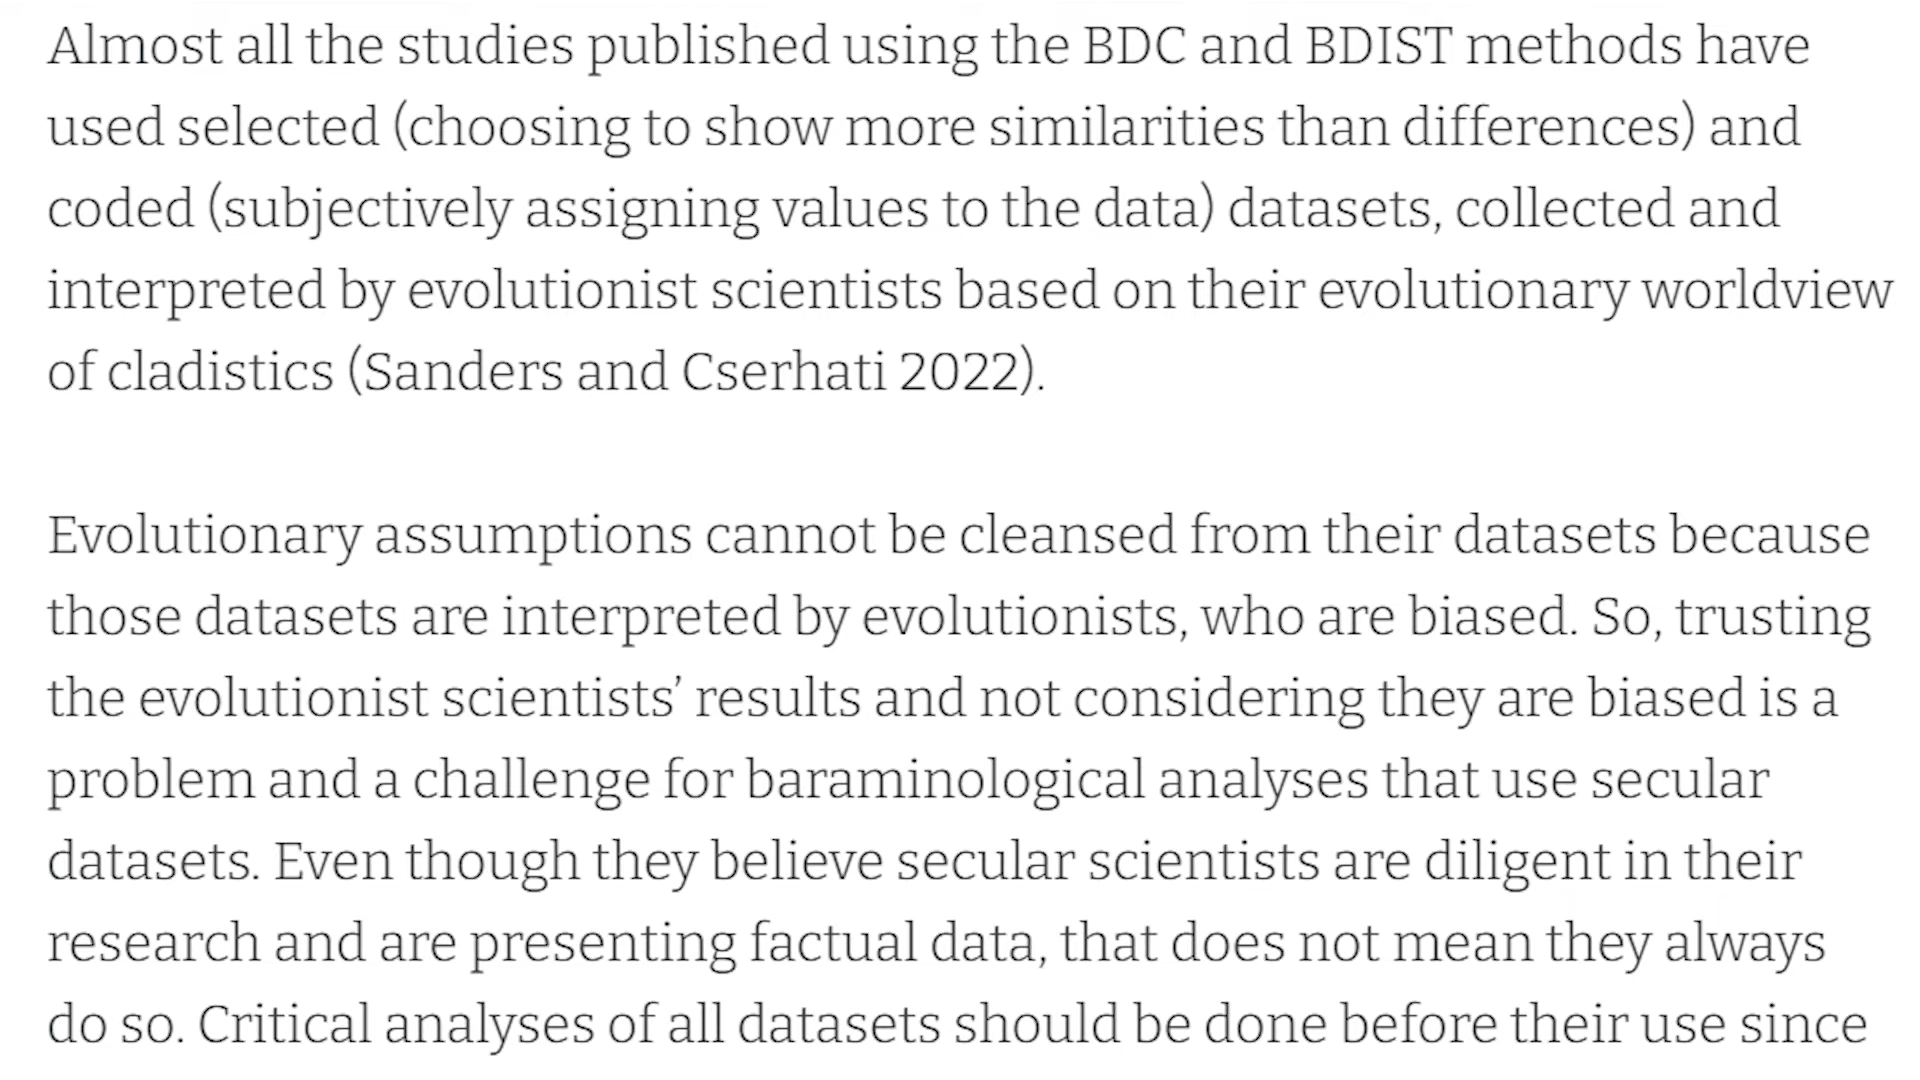 Almost all the studies published using the BDC and BDIST methods have
used selected (choosing to show more similarities than differences) and
coded (subjectively assigning values to the data) datasets, collected and
interpreted by evolutionist scientists based on their evolutionary worldview
of cladistics (Sanders and Cserhati 2022).
Evolutionary assumptions cannot be cleansed from their datasets because
those datasets are interpreted by evolutionists, who are biased. So, trusting
the evolutionist scientists’ results and not considering they are biased is a
problem and a challenge for baraminological analyses that use secular
datasets. Even though they believe secular scientists are diligent in their
research and are presenting factual data, that does not mean they always
do so. Critical analyses of all datasets should be done before their use since